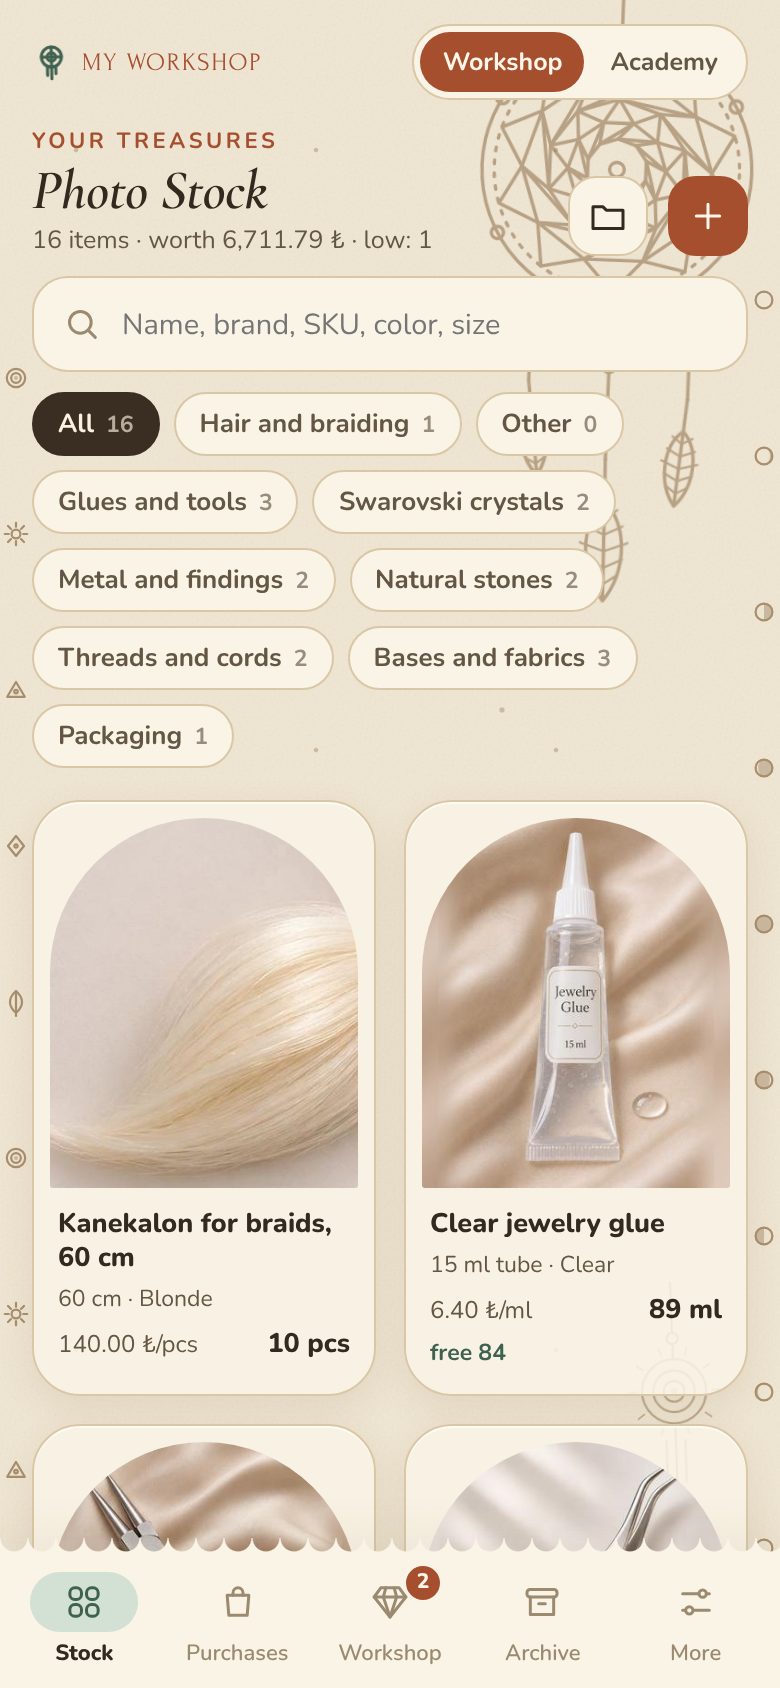 MY WORKSHOP
Workshop Academy
YOUR TREASURES
Photo Stock
16 items · worth 6,711.79 ₺ · low: 1
Name, brand, SKU, color, size
All 16 Hair and braiding 1 Other 0
Glues and tools 3 Swarovski crystals 2
Metal and findings 2 Natural stones 2
Threads and cords 2 Bases and fabrics 3
Packaging 1
Jewelry
Glue
15 ml
Kanekalon for braids,
60 cm
60 cm · Blonde
140.00 ₺/pcs 10 pcs
Clear jewelry glue
15 ml tube · Clear
6.40 ₺/ml 89 ml
free 84
2
Stock Purchases Workshop Archive More